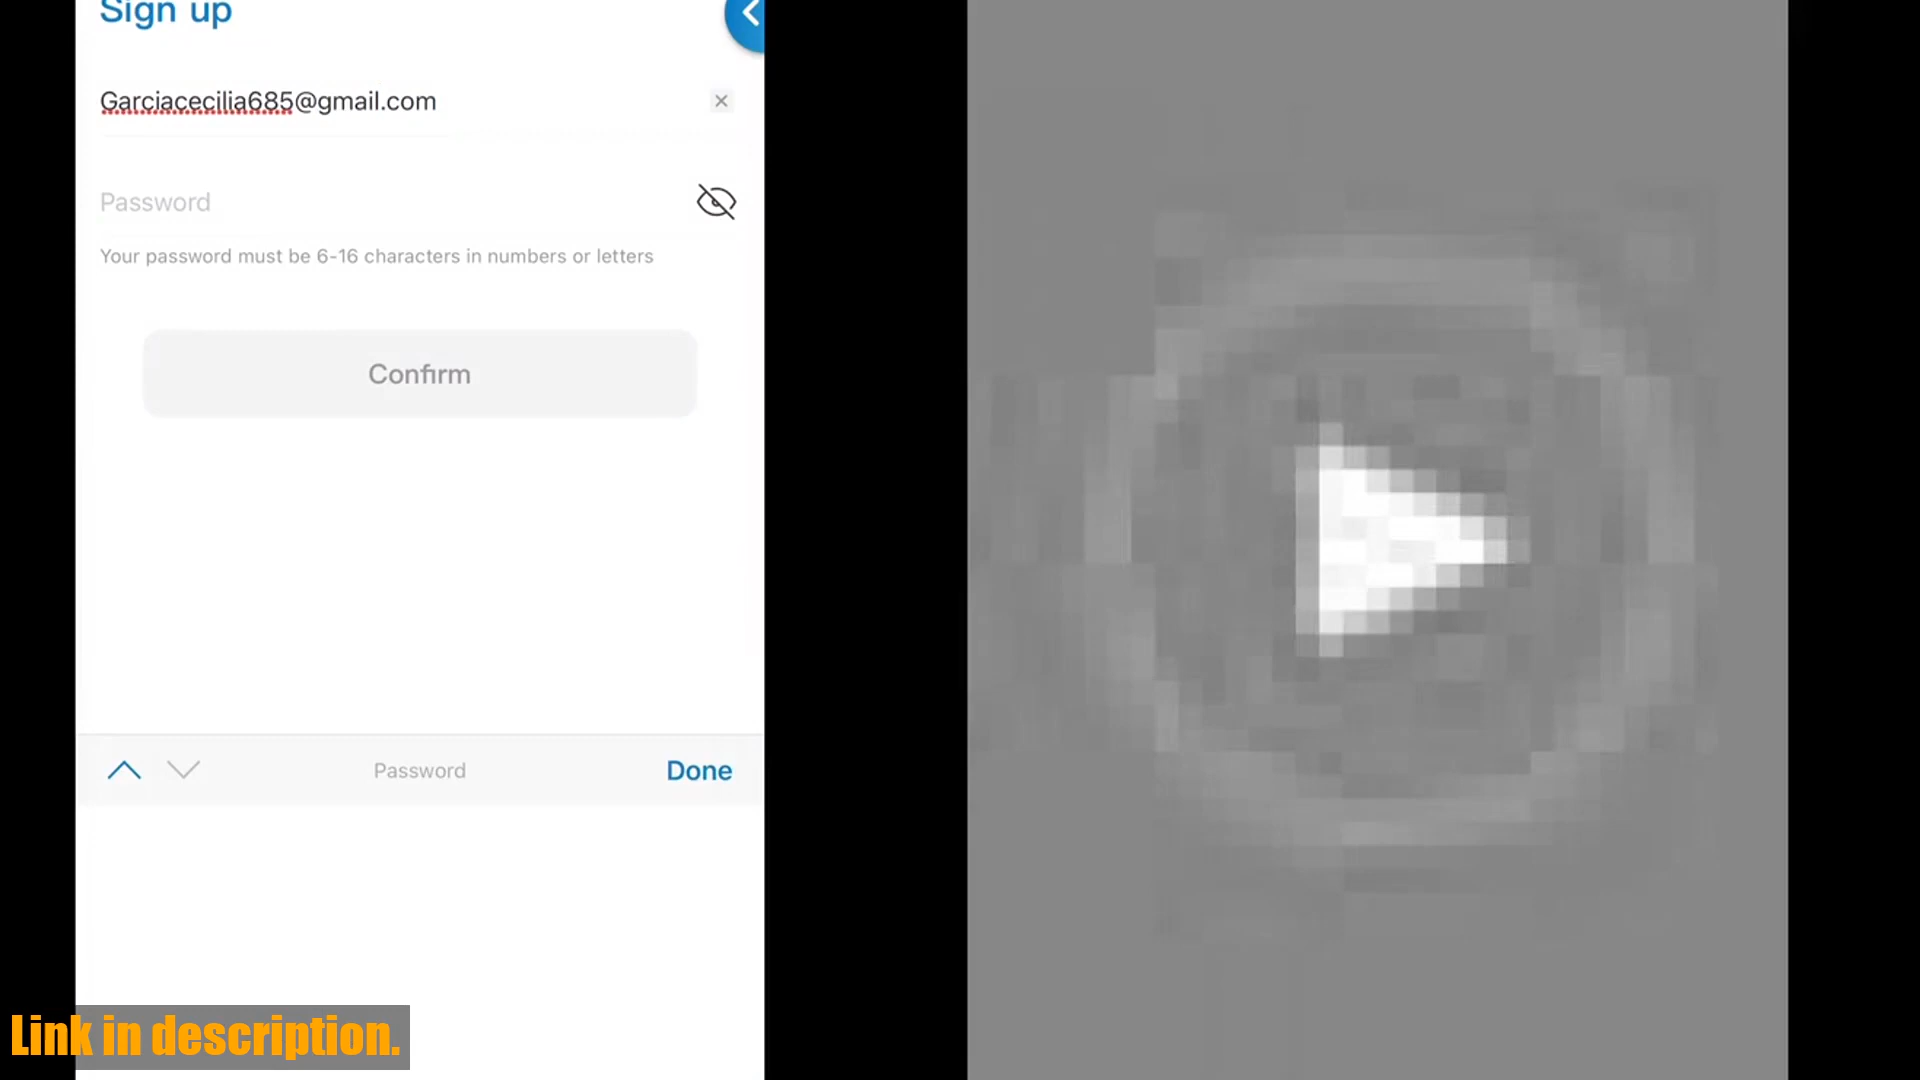 Sign up
Garciacecilia685@gmail.com
Password
Your password must be 6-16 characters in numbers or letters
Confirm
Password
Done
Link in description.